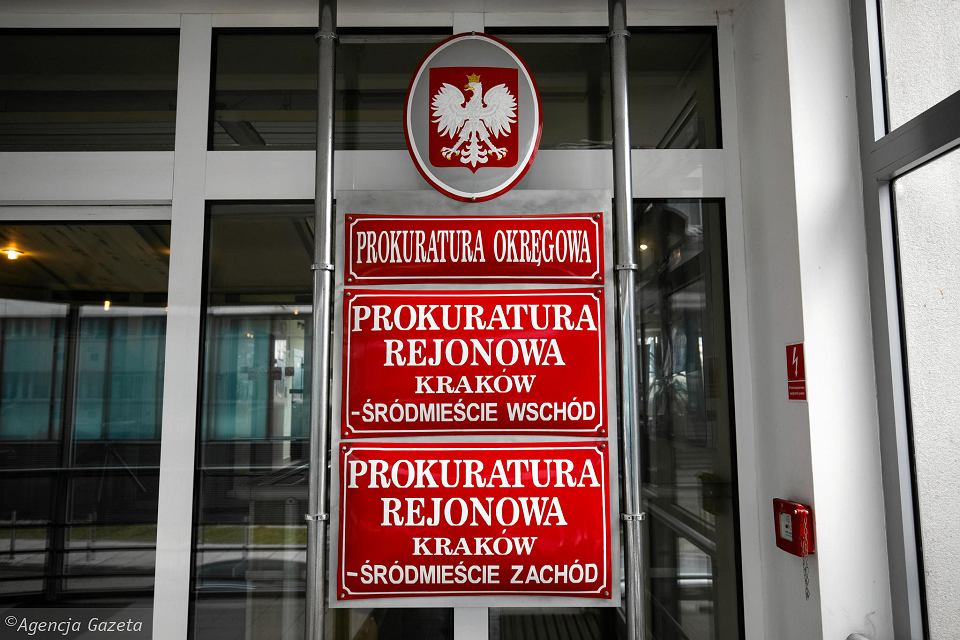 PROKURATURA OKRĘGOWA
PROKURATURA
REJONOWA
KRAKÓW
-ŚRÓDMIEŚCIE WSCHÓD
PROKURATURA
REJONOWA
KRAKÓW
-ŚRÓDMIEŚCIE ZACHÓD
©Agencja Gazeta